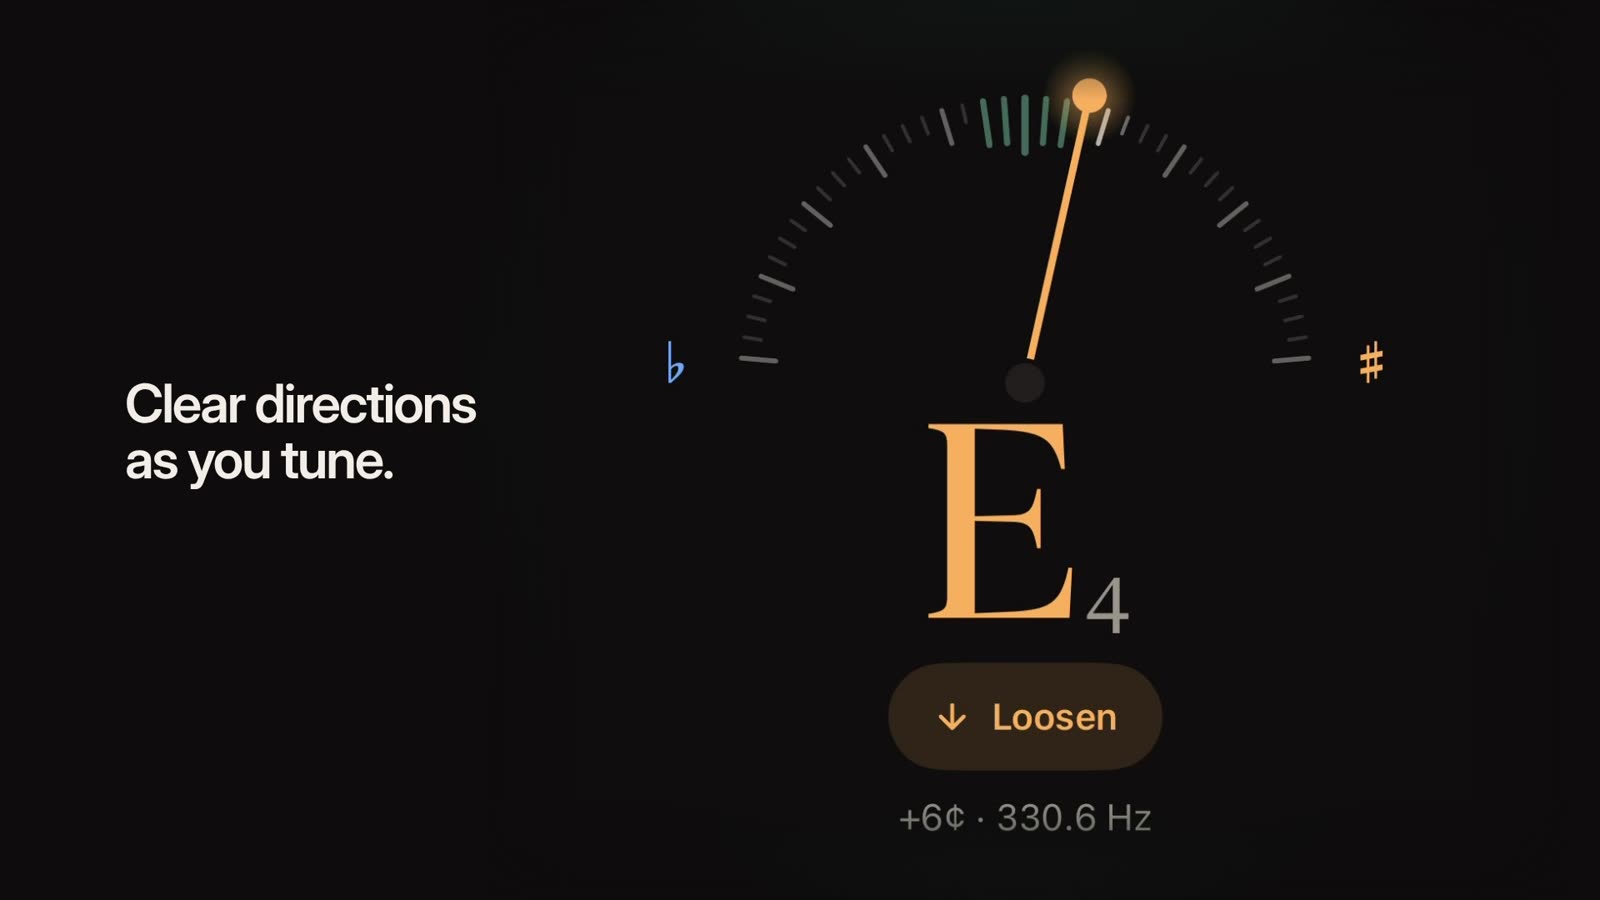 ♭
♯
Clear directions
as you tune.
E4
↓ Loosen
+6¢ · 330.6 Hz